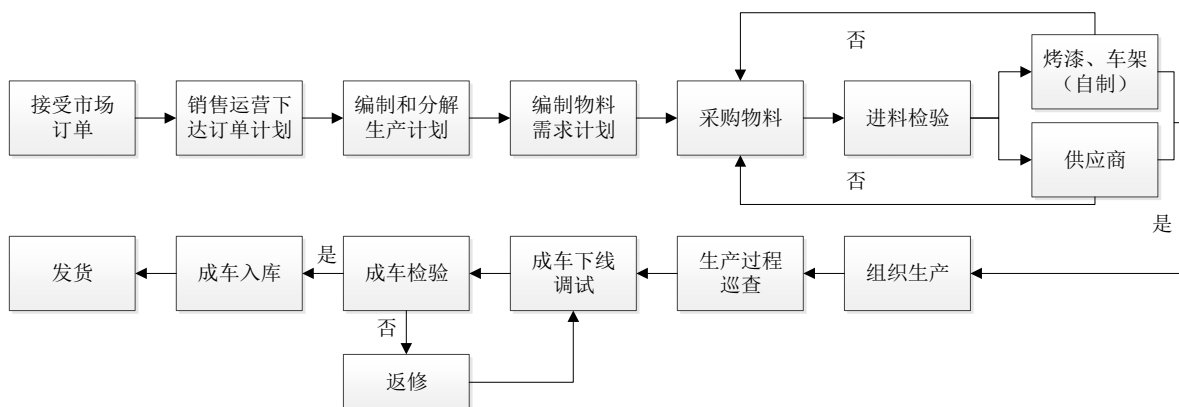 否
烤漆、车架
（自制）
接受市场
订单
销售运营下
达订单计划
编制和分解
生产计划
编制物料
需求计划
采购物料
进料检验
供应商
否
是
发货
成车入库
是
成车检验
成车下线
调试
生产过程
巡查
组织生产
否
返修